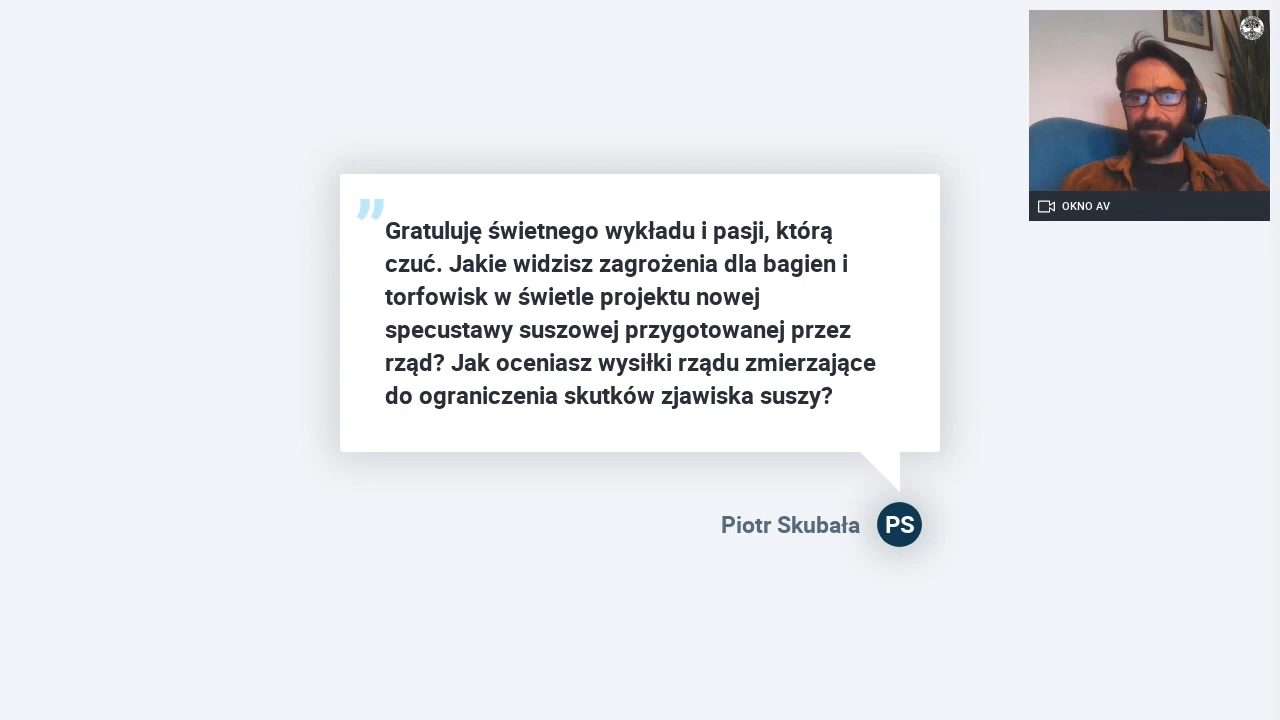 Gratuluję świetnego wykładu i pasji, którą
czuć. Jakie widzisz zagrożenia dla bagien i
torfowisk w świetle projektu nowej
specustawy suszowej przygotowanej przez
rząd? Jak oceniasz wysiłki rządu zmierzające
do ograniczenia skutków zjawiska suszy?
Piotr Skubała
PS
OKNO AV